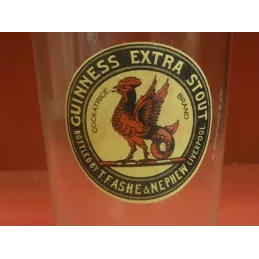 GUINNESS EXTRA STOUT
COCKATRICE BRAND
BOTTLED BY T.F.ASHE & NEPHEW LIVERPOOL